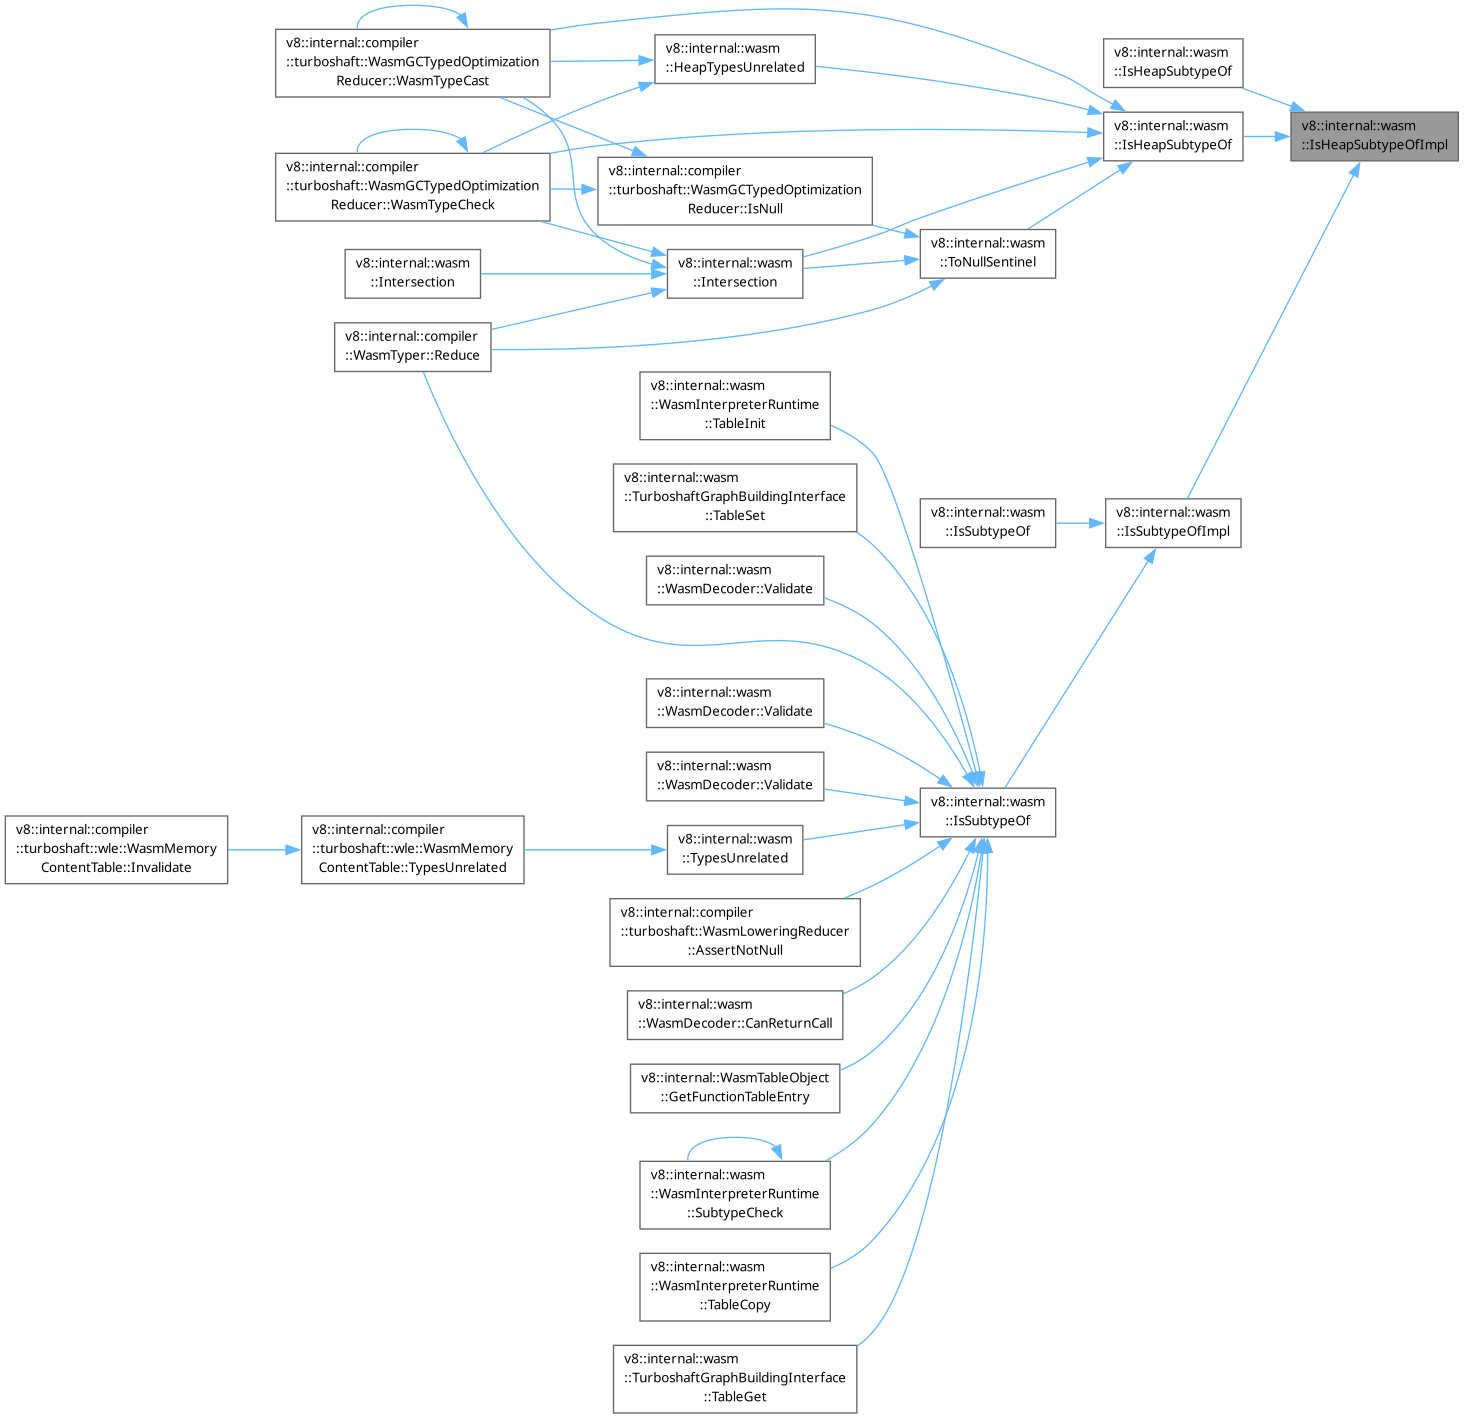 v8::internal::compiler
::turboshaft::WasmGCTypedOptimization
Reducer::WasmTypeCast
v8::internal::wasm
::HeapTypesUnrelated
v8::internal::wasm
::IsHeapSubtypeOf
v8::internal::wasm
::IsHeapSubtypeOf
v8::internal::wasm
::IsHeapSubtypeOfImpl
v8::internal::compiler
::turboshaft::WasmGCTypedOptimization
Reducer::WasmTypeCheck
v8::internal::compiler
::turboshaft::WasmGCTypedOptimization
Reducer::IsNull
v8::internal::wasm
::ToNullSentinel
v8::internal::wasm
::Intersection
v8::internal::wasm
::Intersection
v8::internal::compiler
::WasmTyper::Reduce
v8::internal::wasm
::WasmInterpreterRuntime
::TableInit
v8::internal::wasm
::TurboshaftGraphBuildingInterface
::TableSet
v8::internal::wasm
::IsSubtypeOf
v8::internal::wasm
::IsSubtypeOfImpl
v8::internal::wasm
::WasmDecoder::Validate
v8::internal::wasm
::WasmDecoder::Validate
v8::internal::wasm
::WasmDecoder::Validate
v8::internal::wasm
::IsSubtypeOf
v8::internal::compiler
::turboshaft::wle::WasmMemory
ContentTable::Invalidate
v8::internal::compiler
::turboshaft::wle::WasmMemory
ContentTable::TypesUnrelated
v8::internal::wasm
::TypesUnrelated
v8::internal::compiler
::turboshaft::WasmLoweringReducer
::AssertNotNull
v8::internal::wasm
::WasmDecoder::CanReturnCall
v8::internal::WasmTableObject
::GetFunctionTableEntry
v8::internal::wasm
::WasmInterpreterRuntime
::SubtypeCheck
v8::internal::wasm
::WasmInterpreterRuntime
::TableCopy
v8::internal::wasm
::TurboshaftGraphBuildingInterface
::TableGet